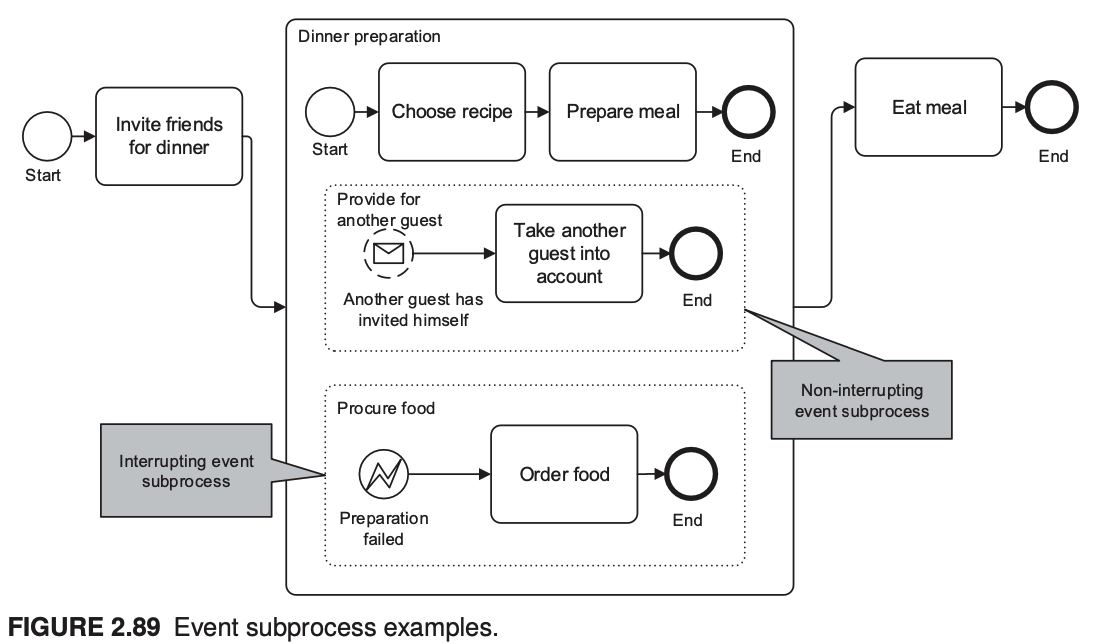 Dinner preparation
Start
Invite friends
for dinner
Start
Choose recipe
Prepare meal
End
Eat meal
End
Provide for
another guest
Another guest has
invited himself
Take another
guest into
account
End
Non-interrupting
event subprocess
Procure food
Interrupting event
subprocess
Preparation
failed
Order food
End
FIGURE 2.89 Event subprocess examples.